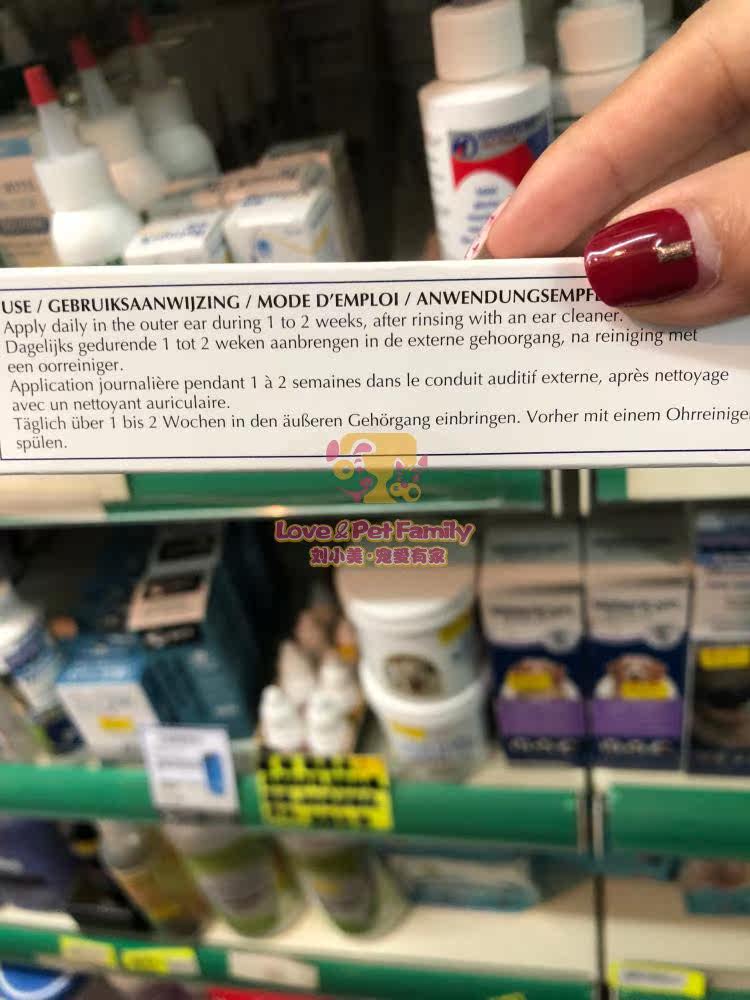 USE / GEBRUIKSAANWIJZING / MODE D'EMPLOI / ANWENDUNGSEMPF
Apply daily in the outer ear during 1 to 2 weeks, after rinsing with an ear cleaner.
Dagelijks gedurende 1 tot 2 weken aanbrengen in de externe gehoorgang, na reiniging met
een oorreiniger.
Application journalière pendant 1 à 2 semaines dans le conduit auditif externe, après nettoyage
avec un nettoyant auriculaire.
Täglich über 1 bis 2 Wochen in den äußeren Gehörgang einbringen. Vorher mit einem Ohrreinige
spülen.
Love & Pet Family
刘小美·宠爱有家